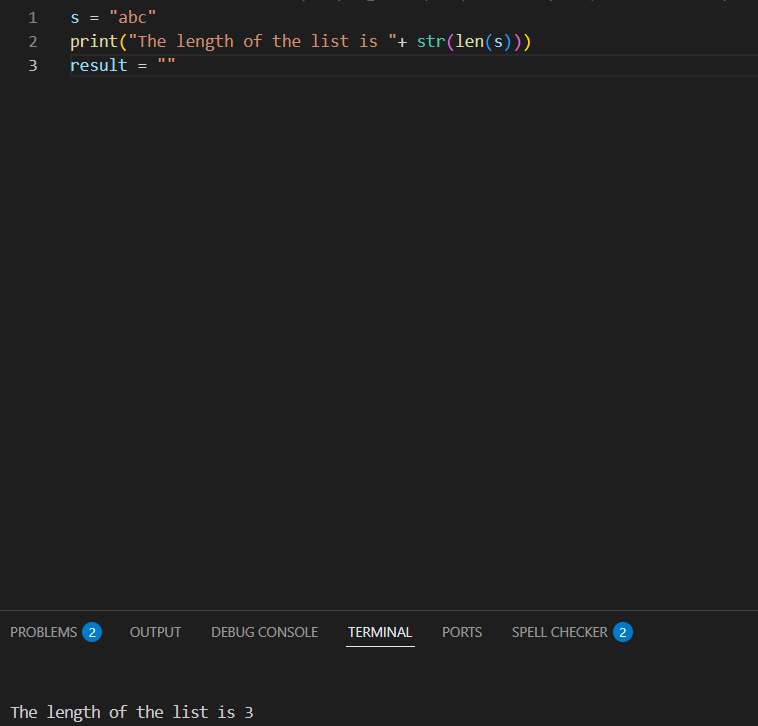 1 s = "abc"
2 print("The length of the list is "+ str(len(s)))
3 result = ""
PROBLEMS 2 OUTPUT DEBUG CONSOLE TERMINAL PORTS SPELL CHECKER 2
The length of the list is 3